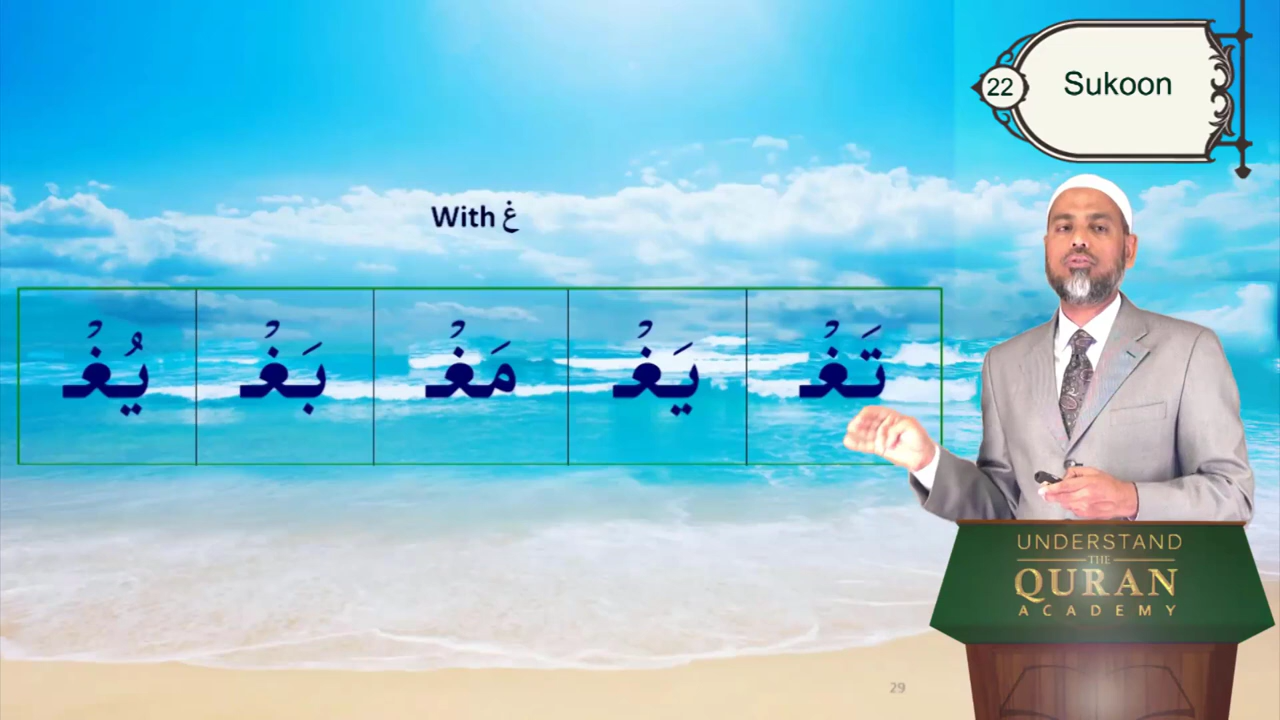 22 Sukoon
With غ
تَغْـ يَغْـ مَغْـ بَغْـ يُغْـ
UNDERSTAND
THE
QURAN
ACADEMY
29